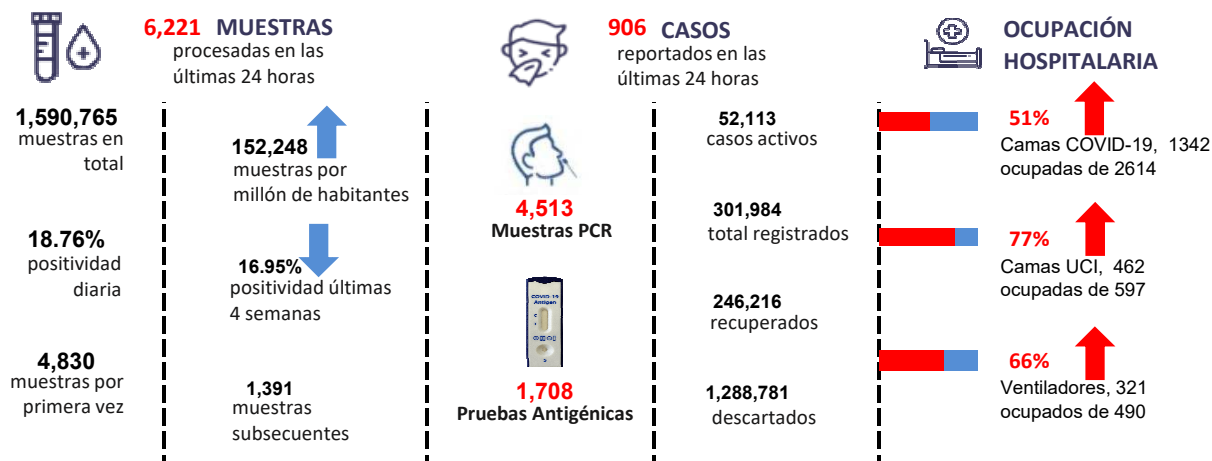 6,221 MUESTRAS
procesadas en las
últimas 24 horas
1,590,765
muestras en
total
18.76%
positividad
diaria
4,830
muestras por
primera vez
152,248
muestras por
millón de habitantes
16.95%
positividad últimas
4 semanas
1,391
muestras
subsecuentes
906 CASOS
reportados en las
últimas 24 horas
4,513
Muestras PCR
COVID-19
Antigen
C
S
1,708
Pruebas Antigénicas
52,113
casos activos
301,984
total registrados
246,216
recuperados
1,288,781
descartados
OCUPACIÓN
HOSPITALARIA
51%
Camas COVID-19, 1342
ocupadas de 2614
77%
Camas UCI, 462
ocupadas de 597
66%
Ventiladores, 321
ocupados de 490